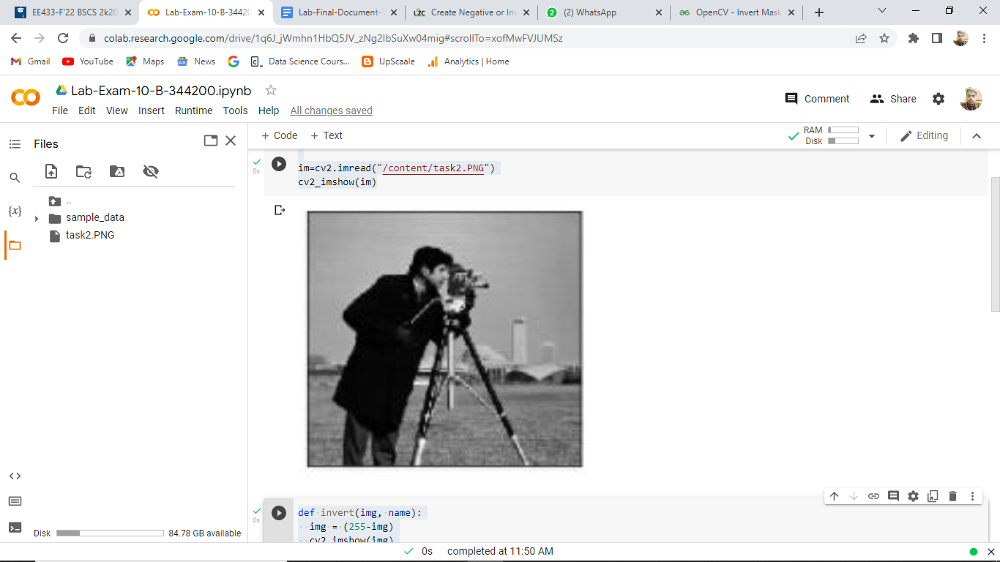 EE433-F'22 BSCS 2k20
Lab-Exam-10-B-34420
Lab-Final-Document-
L2C Create Negative or Inv
2 (2) WhatsApp
OpenCV - Invert Mask
colab.research.google.com/drive/1q6J_jWmhn1HbQ5JV_zNg2IbSuXw04mig#scrollTo=xofMwFVJUMSz
Gmail
YouTube
Maps
News
Data Science Cours...
UpScaale
Analytics | Home
Lab-Exam-10-B-344200.ipynb
File Edit View Insert Runtime Tools Help All changes saved
Comment
Share
Files
+ Code + Text
RAM
Disk
Editing
..
sample_data
task2.PNG
{x}
0s
im=cv2.imread("/content/task2.PNG")
cv2_imshow(im)
0s
def invert(img, name):
img = (255-img)
cv2_imshow(img)
Disk 84.78 GB available
0s completed at 11:50 AM